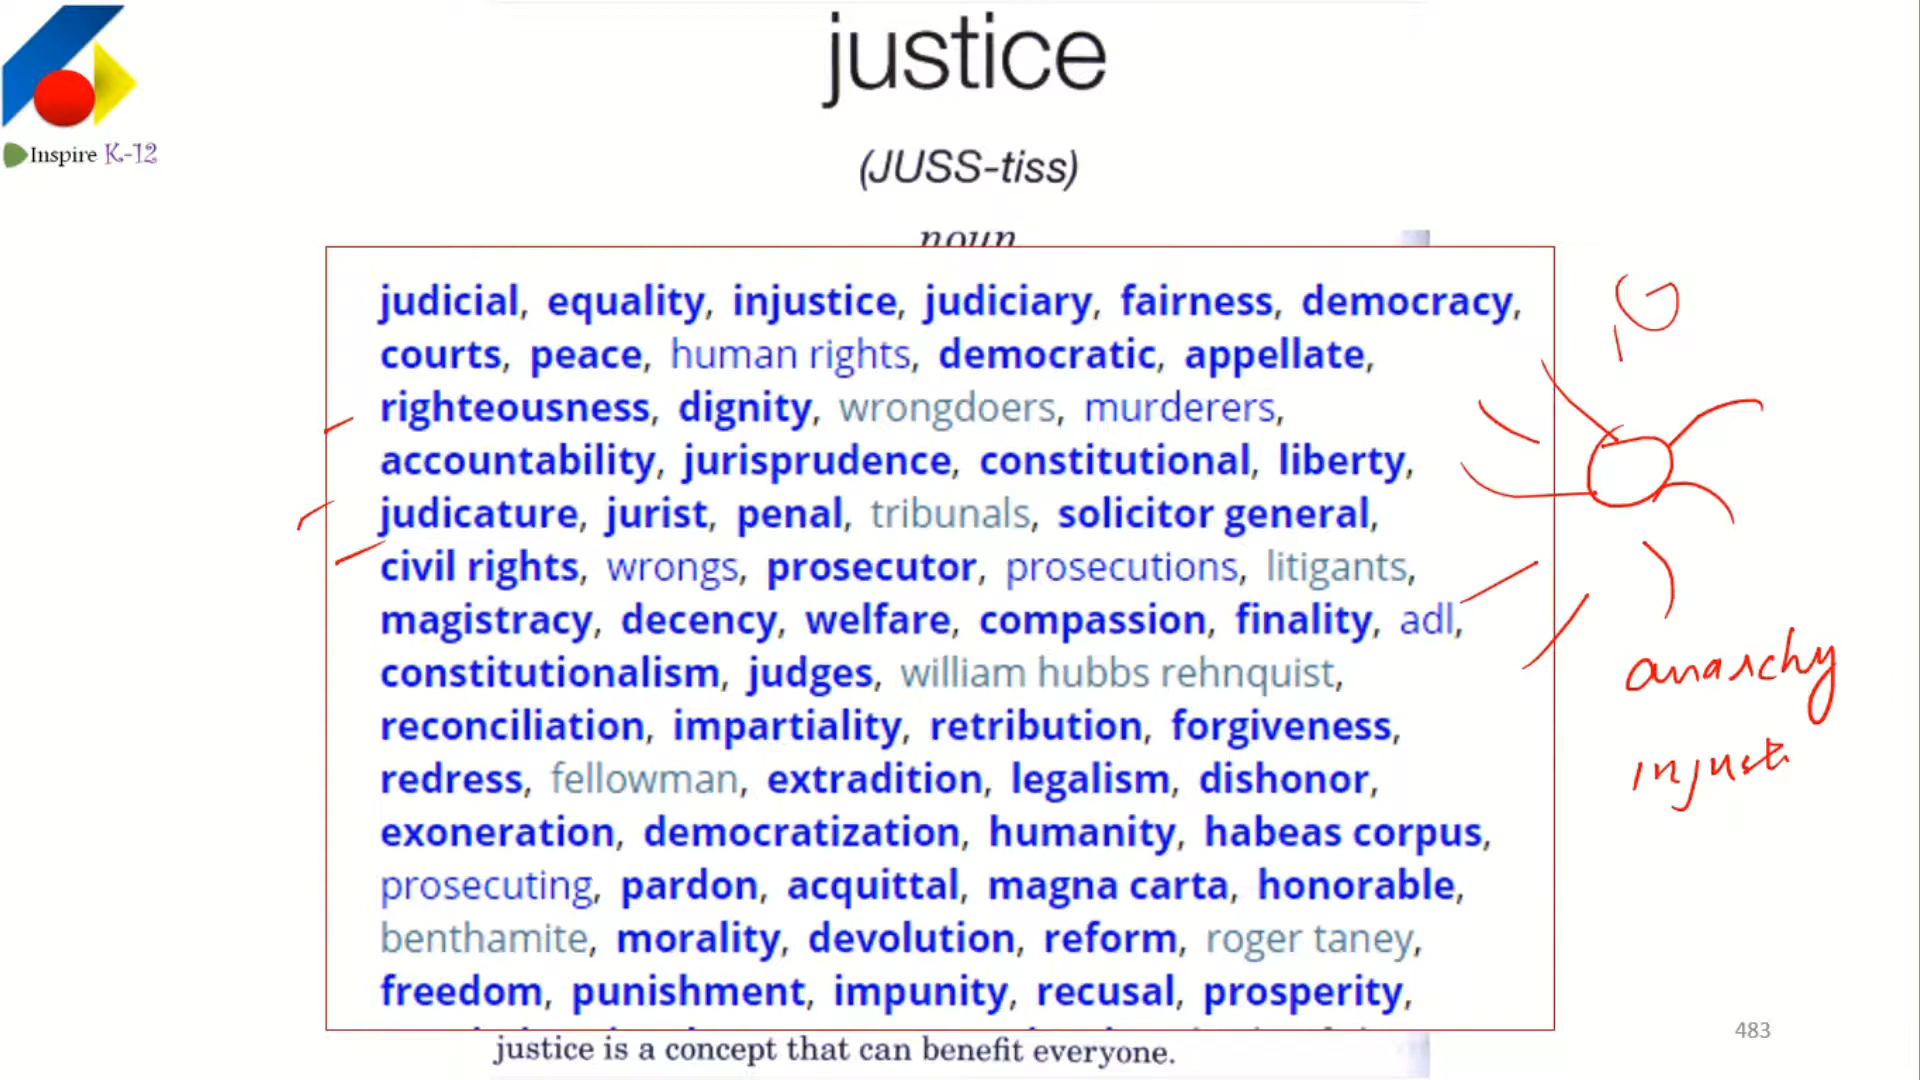 justice
Inspire K-12
(JUSS-tiss)
noun
judicial, equality, injustice, judiciary, fairness, democracy,
courts, peace, human rights, democratic, appellate,
righteousness, dignity, wrongdoers, murderers,
accountability, jurisprudence, constitutional, liberty,
judicature, jurist, penal, tribunals, solicitor general,
civil rights, wrongs, prosecutor, prosecutions, litigants,
magistracy, decency, welfare, compassion, finality, adl,
constitutionalism, judges, william hubbs rehnquist,
reconciliation, impartiality, retribution, forgiveness,
redress, fellowman, extradition, legalism, dishonor,
exoneration, democratization, humanity, habeas corpus,
prosecuting, pardon, acquittal, magna carta, honorable,
benthamite, morality, devolution, reform, roger taney,
freedom, punishment, impunity, recusal, prosperity,
anarchy
injusti
justice is a concept that can benefit everyone.
483